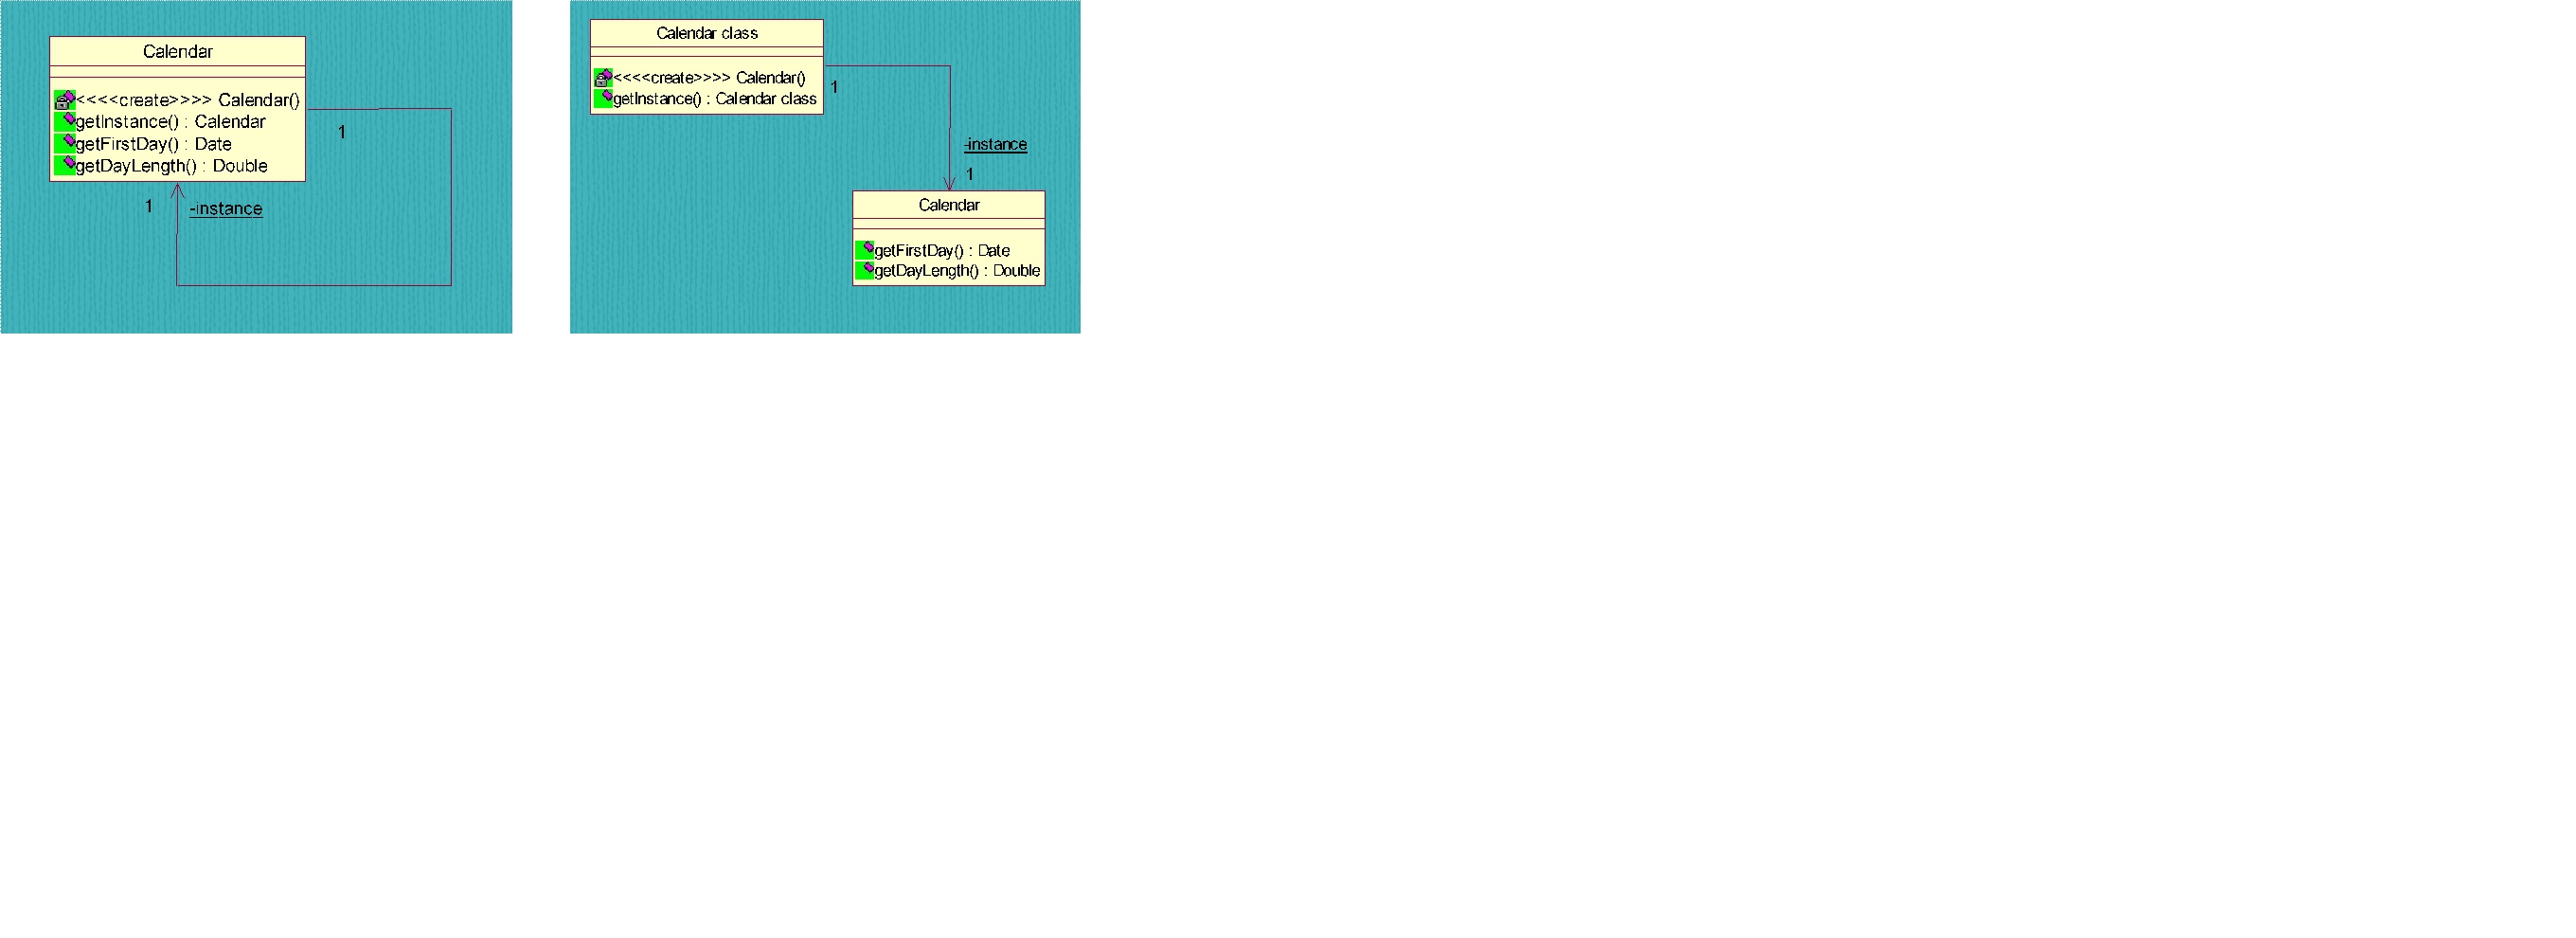 Calendar
<<<<create>>>> Calendar()
getInstance() : Calendar
getFirstDay() : Date
getDayLength() : Double
1
1
-instance
Calendar class
<<<<create>>>> Calendar()
getInstance() : Calendar class
1
-instance
1
Calendar
getFirstDay() : Date
getDayLength() : Double